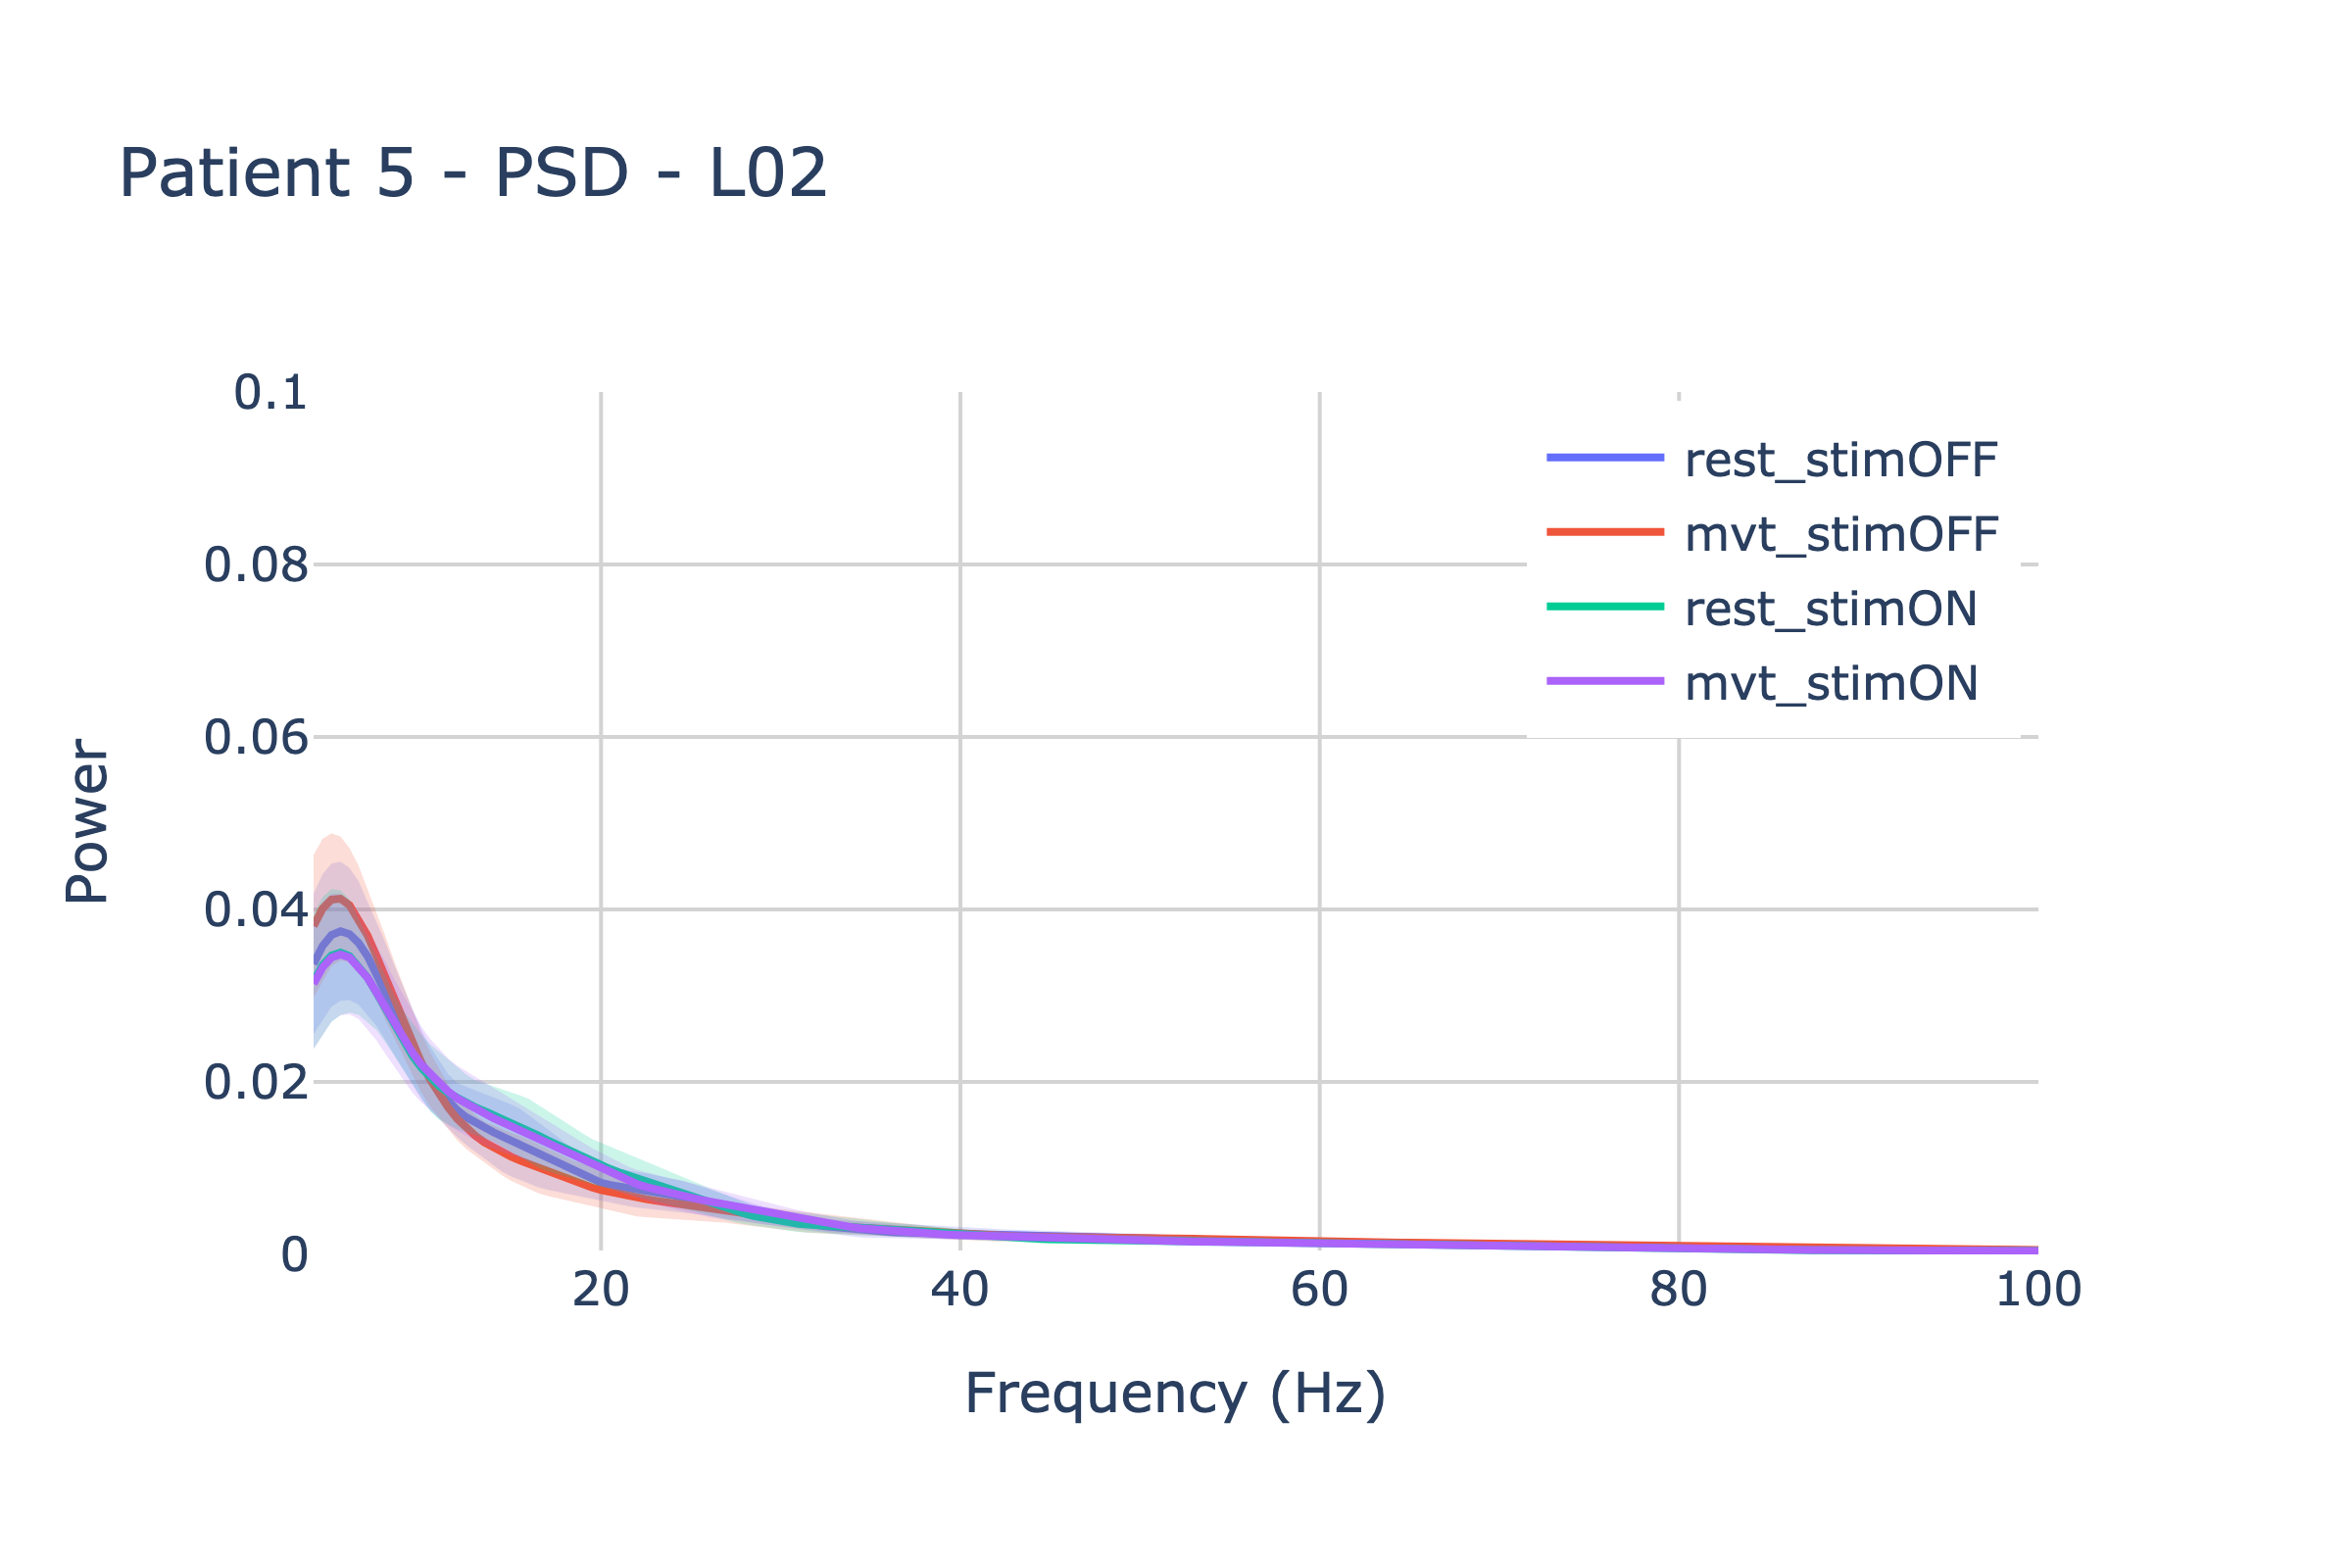 Patient 5 - PSD - L02
0.1
0.08
0.06
0.04
0.02
0
Power
20 40 60 80 100
Frequency (Hz)
rest_stimOFF
mvt_stimOFF
rest_stimON
mvt_stimON